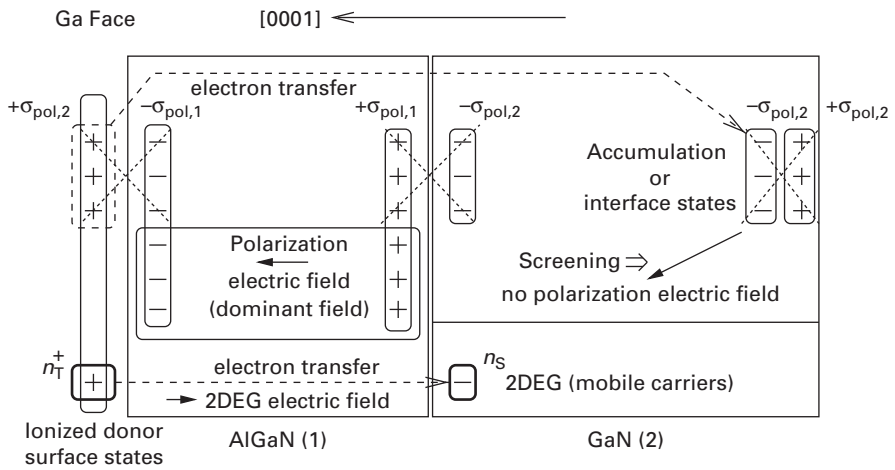 Ga Face [0001]
electron transfer
+σpol,2 −σpol,1 +σpol,1 −σpol,2 −σpol,2 +σpol,2
Accumulation
or
interface states
Polarization
electric field
(dominant field)
Screening ⇒
no polarization electric field
n⁺T electron transfer nS
2DEG (mobile carriers)
2DEG electric field
Ionized donor
surface states
AlGaN (1) GaN (2)